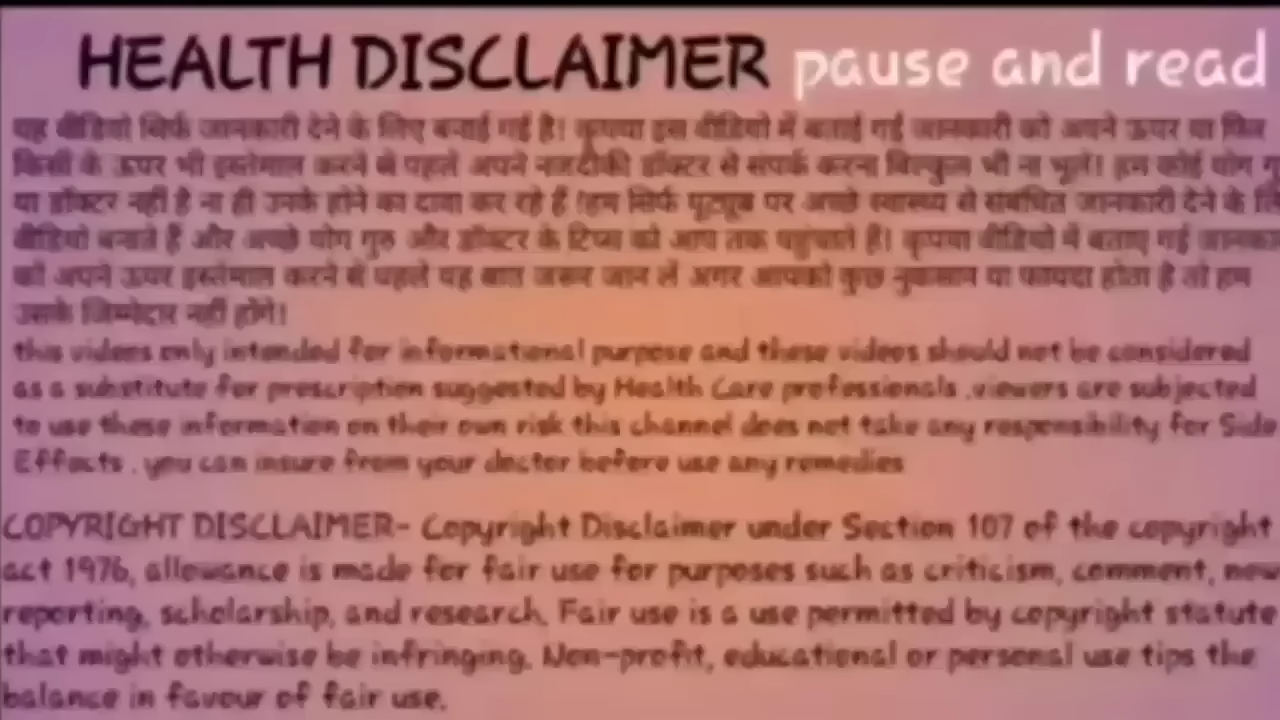 HEALTH DISCLAIMER pause and read
यह वीडियो सिर्फ जानकारी देने के लिए बनाई गई है। कृपया इस वीडियो में बताई गई जानकारी को अपने ऊपर या फिर
किसी के ऊपर भी इस्तेमाल करने से पहले अपने नजदीकी डॉक्टर से संपर्क करना बिल्कुल भी ना भूलें। हम कोई योग
या डॉक्टर नहीं है ना ही उनके होने का दावा कर रहे हैं !हम सिर्फ यूट्यूब पर अच्छे स्वास्थ्य से संबंधित जानकारी देने के
वीडियो बनाते हैं और अच्छे योग गुरु और डॉक्टर के टिप्स को आप तक पहुंचाते हैं। कृपया वीडियो में बताए गई
को अपने ऊपर इस्तेमाल करने से पहले यह बात जरूर जान लें अगर आपको कुछ नुकसान या फायदा होता है तो हम
उसके जिम्मेदार नहीं होंगे।
this videos only intended for informational purpose and these videos should not be considered
as a substitute for prescription suggested by Health Care professionals .viewers are subjected
to use these information on their own risk this channel does not take any responsibility for Side
Effects . you can insure from your doctor before use any remedies
COPYRIGHT DISCLAIMER- Copyright Disclaimer under Section 107 of the copyright
act 1976, allowance is made for fair use for purposes such as criticism, comment, new
reporting, scholarship, and research. Fair use is a use permitted by copyright statute
that might otherwise be infringing. Non-profit, educational or personal use tips the
balance in favour of fair use.